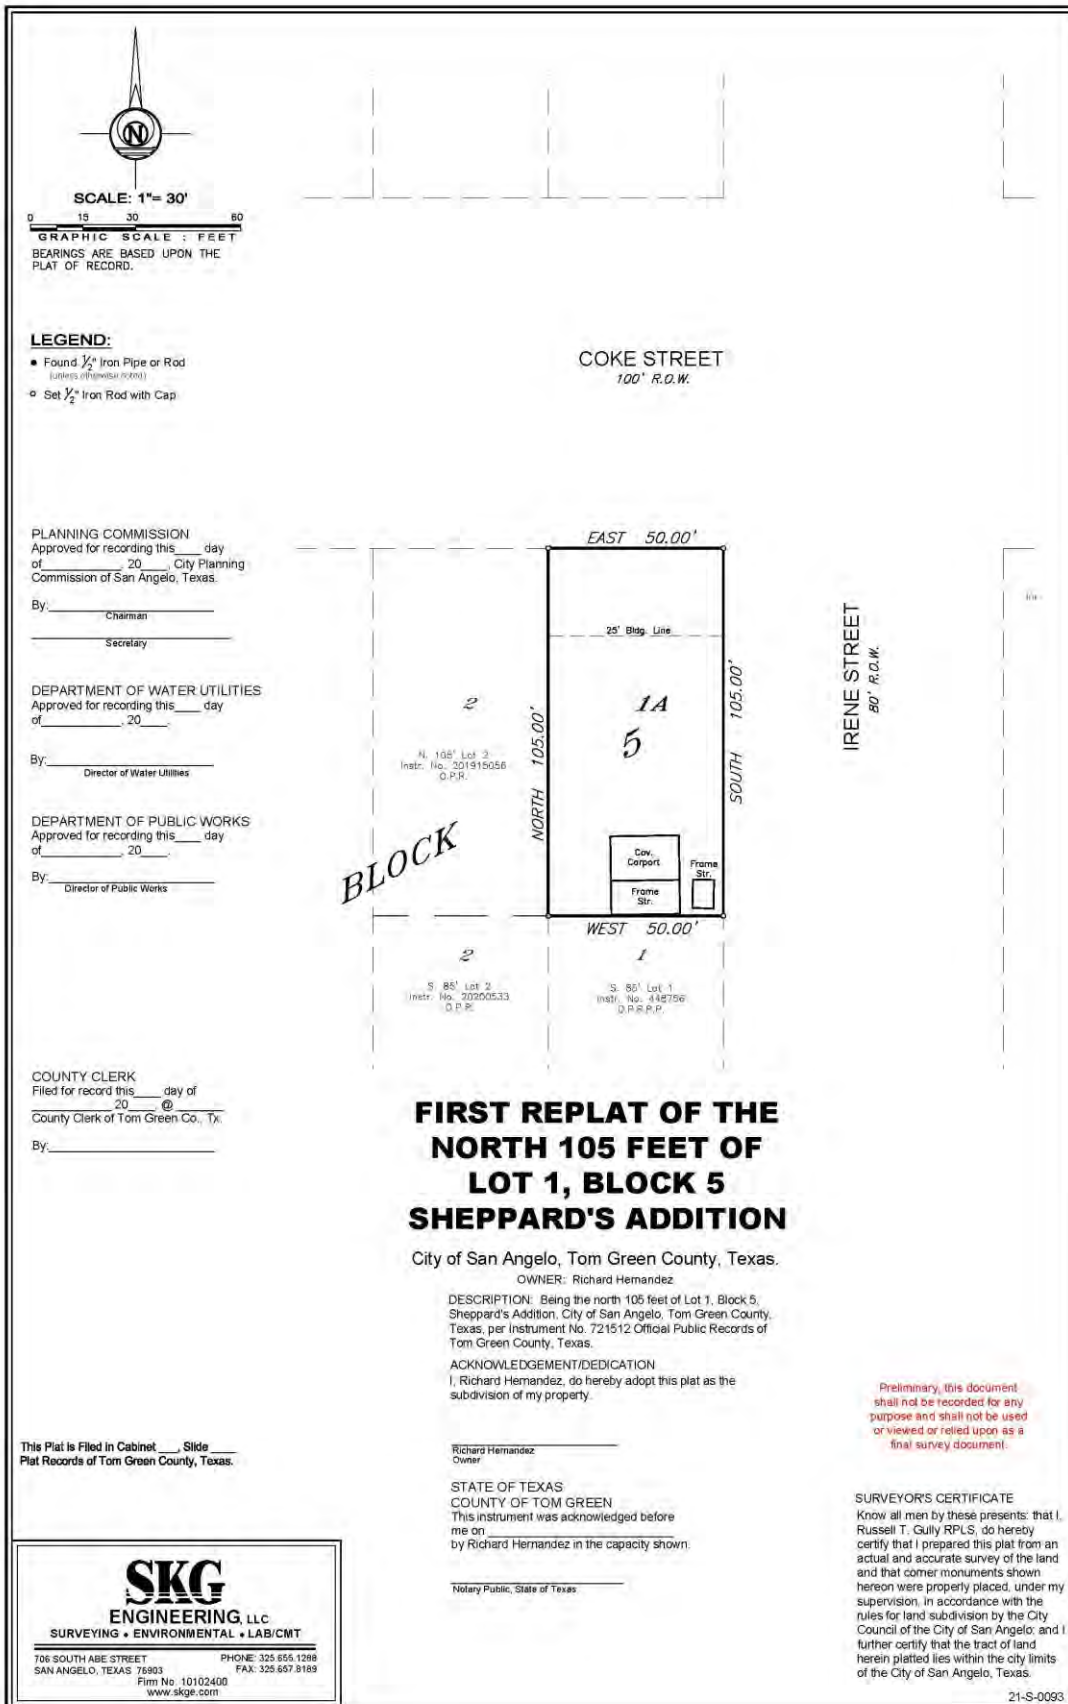 N
SCALE: 1"= 30'
0 15 30 60
GRAPHIC SCALE : FEET
BEARINGS ARE BASED UPON THE
PLAT OF RECORD.
LEGEND:
Found ½" Iron Pipe or Rod
(unless otherwise noted)
Set ½" Iron Rod with Cap
COKE STREET
100' R.O.W.
PLANNING COMMISSION
Approved for recording this____ day
of____________, 20____, City Planning
Commission of San Angelo, Texas.
By:____________________
Chairman
Secretary
DEPARTMENT OF WATER UTILITIES
Approved for recording this____ day
of____________, 20____.
By:____________________
Director of Water Utilities
DEPARTMENT OF PUBLIC WORKS
Approved for recording this____ day
of____________, 20____.
By:____________________
Director of Public Works
EAST 50.00'
25' Bldg. Line
IRENE STREET
80' R.O.W.
NORTH 105.00'
SOUTH 105.00'
1A
5
2
N. 105' Lot 2
Instr. No. 201915056
O.P.R.
BLOCK
Cov.
Carport
Frame
Str.
Frame
Str.
WEST 50.00'
2
S. 85' Lot 2
Instr. No. 20200533
O.P.R.
1
S. 85' Lot 1
Instr. No. 448756
O.P.R.R.P.
COUNTY CLERK
Filed for record this____ day of
____________ 20____ @ ______
County Clerk of Tom Green Co., Tx.
By:____________________
FIRST REPLAT OF THE
NORTH 105 FEET OF
LOT 1, BLOCK 5
SHEPPARD'S ADDITION
City of San Angelo, Tom Green County, Texas.
OWNER: Richard Hernandez
DESCRIPTION: Being the north 105 feet of Lot 1, Block 5,
Sheppard's Addition, City of San Angelo, Tom Green County,
Texas, per Instrument No. 721512 Official Public Records of
Tom Green County, Texas.
ACKNOWLEDGEMENT/DEDICATION
I, Richard Hernandez, do hereby adopt this plat as the
subdivision of my property.
Richard Hernandez
Owner
STATE OF TEXAS
COUNTY OF TOM GREEN
This instrument was acknowledged before
me on ______________________
by Richard Hernandez in the capacity shown.
Notary Public, State of Texas
This Plat is Filed in Cabinet ___, Slide ____
Plat Records of Tom Green County, Texas.
Preliminary, this document
shall not be recorded for any
purpose and shall not be used
or viewed or relied upon as a
final survey document.
SURVEYOR'S CERTIFICATE
Know all men by these presents: that I,
Russell T. Gully RPLS, do hereby
certify that I prepared this plat from an
actual and accurate survey of the land
and that corner monuments shown
hereon were properly placed, under my
supervision, in accordance with the
rules for land subdivision by the City
Council of the City of San Angelo; and I
further certify that the tract of land
herein platted lies within the city limits
of the City of San Angelo, Texas.
SKG
ENGINEERING, LLC
SURVEYING • ENVIRONMENTAL • LAB/CMT
706 SOUTH ABE STREET PHONE: 325.655.1288
SAN ANGELO, TEXAS 76903 FAX: 325.657.8189
Firm No. 10102400
www.skge.com
21-S-0093